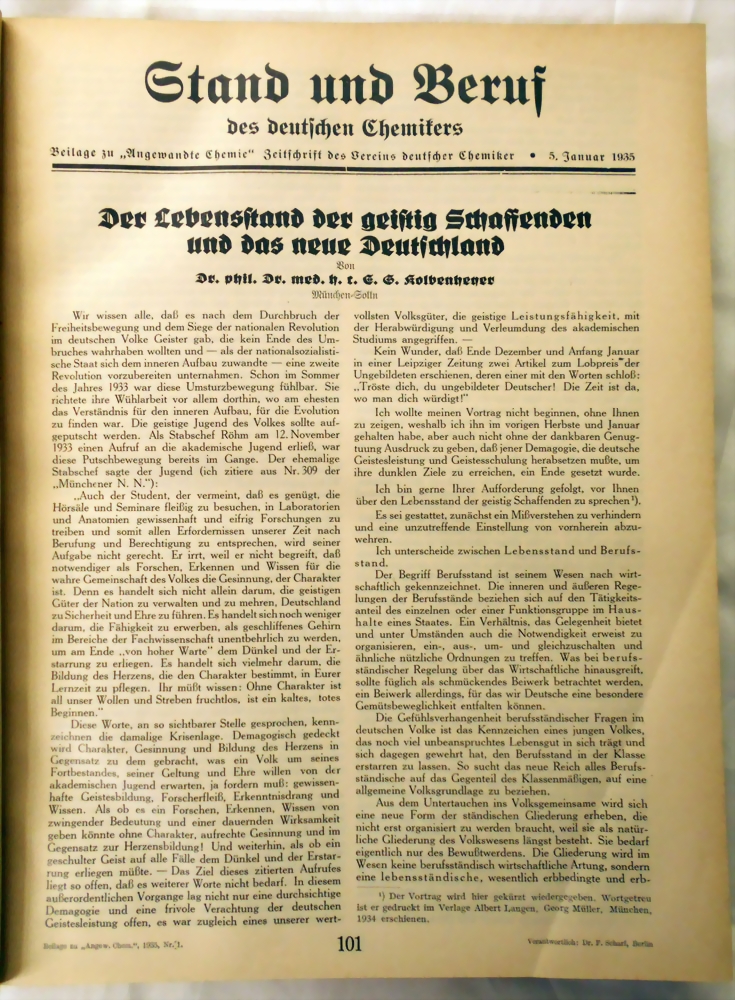 Stand und Beruf
des deutschen Chemikers
Beilage zu „Angewandte Chemie“ Zeitschrift des Vereins deutscher Chemiker • 5. Januar 1935
Der Lebensstand der geistig Schaffenden
und das neue Deutschland
Von
Dr. phil. Dr. med. h. c. E. G. Kolbenheyer
München-Solln
Wir wissen alle, daß es nach dem Durchbruch der
Freiheitsbewegung und dem Siege der nationalen Revolution
im deutschen Volke Geister gab, die kein Ende des Um-
bruches wahrhaben wollten und — als der nationalsozialisti-
sche Staat sich dem inneren Aufbau zuwandte — eine zweite
Revolution vorzubereiten unternahmen. Schon im Sommer
des Jahres 1933 war diese Umsturzbewegung fühlbar. Sie
richtete ihre Wühlarbeit vor allem dorthin, wo am ehesten
das Verständnis für den inneren Aufbau, für die Evolution
zu finden war. Die geistige Jugend des Volkes sollte auf-
geputscht werden. Als Stabschef Röhm am 12. November
1933 einen Aufruf an die akademische Jugend erließ, war
diese Putschbewegung bereits im Gange. Der ehemalige
Stabschef sagte der Jugend (ich zitiere aus Nr. 309 der
„Münchener N. N.“):
„Auch der Student, der vermeint, daß es genügt, die
Hörsäle und Seminare fleißig zu besuchen, in Laboratorien
und Anatomien gewissenhaft und eifrig Forschungen zu
treiben und somit allen Erfordernissen unserer Zeit nach
Berufung und Berechtigung zu entsprechen, wird seiner
Aufgabe nicht gerecht. Er irrt, weil er nicht begreift, daß
notwendiger als Forschen, Erkennen und Wissen für die
wahre Gemeinschaft des Volkes die Gesinnung, der Charakter
ist. Denn es handelt sich nicht allein darum, die geistigen
Güter der Nation zu verwalten und zu mehren, Deutschland
zu Sicherheit und Ehre zu führen. Es handelt sich noch weniger
darum, die Fähigkeit zu erwerben, als geschliffenes Gehirn
im Bereiche der Fachwissenschaft unentbehrlich zu werden,
um am Ende „von hoher Warte“ dem Dünkel und der Er-
starrung zu erliegen. Es handelt sich vielmehr darum, die
Bildung des Herzens, die den Charakter bestimmt, in Eurer
Lernzeit zu pflegen. Ihr müßt wissen: Ohne Charakter ist
all unser Wollen und Streben fruchtlos, ist ein kaltes, totes
Beginnen.“
Diese Worte, an so sichtbarer Stelle gesprochen, kenn-
zeichnen die damalige Krisenlage. Demagogisch gedeckt
wird Charakter, Gesinnung und Bildung des Herzens in
Gegensatz zu dem gebracht, was ein Volk um seines
Fortbestandes, seiner Geltung und Ehre willen von der
akademischen Jugend erwarten, ja fordern muß: gewissen-
hafte Geistesbildung, Forscherfleiß, Erkenntnisdrang und
Wissen. Als ob es ein Forschen, Erkennen, Wissen von
zwingender Bedeutung und einer dauernden Wirksamkeit
geben könnte ohne Charakter, aufrechte Gesinnung und im
Gegensatz zur Herzensbildung! Und weiterhin, als ob ein
geschulter Geist auf alle Fälle dem Dünkel und der Erstar-
rung erliegen müßte. — Das Ziel dieses zitierten Aufrufes
liegt so offen, daß es weiterer Worte nicht bedarf. In diesem
außerordentlichen Vorgange lag nicht nur eine durchsichtige
Demagogie und eine frivole Verachtung der deutschen
Geistesleistung offen, es war zugleich eines unserer wert-
vollsten Volksgüter, die geistige Leistungsfähigkeit, mit
der Herabwürdigung und Verleumdung des akademischen
Studiums angegriffen. —
Kein Wunder, daß Ende Dezember und Anfang Januar
in einer Leipziger Zeitung zwei Artikel zum Lobpreis der
Ungebildeten erschienen, deren einer mit den Worten schloß:
„Tröste dich, du ungebildeter Deutscher! Die Zeit ist da,
wo man dich würdigt!“
Ich wollte meinen Vortrag nicht beginnen, ohne Ihnen
zu zeigen, weshalb ich ihn im vorigen Herbste und Januar
gehalten habe, aber auch nicht ohne der dankbaren Genug-
tuung Ausdruck zu geben, daß jener Demagogie, die deutsche
Geistesleistung und Geistesschulung herabsetzen mußte, um
ihre dunklen Ziele zu erreichen, ein Ende gesetzt wurde.
Ich bin gerne Ihrer Aufforderung gefolgt, vor Ihnen
über den Lebensstand der geistig Schaffenden zu sprechen¹).
Es sei gestattet, zunächst ein Mißverstehen zu verhindern
und eine unzutreffende Einstellung von vornherein abzu-
wehren.
Ich unterscheide zwischen Lebensstand und Berufs-
stand.
Der Begriff Berufsstand ist seinem Wesen nach wirt-
schaftlich gekennzeichnet. Die inneren und äußeren Rege-
lungen der Berufsstände beziehen sich auf den Tätigkeits-
anteil des einzelnen oder einer Funktionsgruppe im Haus-
halte eines Staates. Ein Verhältnis, das Gelegenheit bietet
und unter Umständen auch die Notwendigkeit erweist zu
organisieren, ein-, aus-, um- und gleichzuschalten und
ähnliche nützliche Ordnungen zu treffen. Was bei berufs-
ständischer Regelung über das Wirtschaftliche hinausgreift,
sollte füglich als schmückendes Beiwerk betrachtet werden,
ein Beiwerk allerdings, für das wir Deutsche eine besondere
Gemütsbeweglichkeit entfalten können.
Die Gefühlsverhangenheit berufsständischer Fragen im
deutschen Volke ist das Kennzeichen eines jungen Volkes,
das noch viel unbeanspruchtes Lebensgut in sich trägt und
sich dagegen gewehrt hat, den Berufsstand in der Klasse
erstarren zu lassen. So sucht das neue Reich alles Berufs-
ständische auf das Gegenteil des Klassenmäßigen, auf eine
allgemeine Volksgrundlage zu beziehen.
Aus dem Untertauchen ins Volksgemeinsame wird sich
eine neue Form der ständischen Gliederung erheben, die
nicht erst organisiert zu werden braucht, weil sie als natür-
liche Gliederung des Volkswesens längst besteht. Sie bedarf
eigentlich nur des Bewußtwerdens. Die Gliederung wird im
Wesen keine berufsständisch wirtschaftliche Artung, sondern
eine lebensständische, wesentlich erbbedingte und erb-
¹) Der Vortrag wird hier gekürzt wiedergegeben. Wortgetreu
ist er gedruckt im Verlage Albert Langen, Georg Müller, München,
1934 erschienen.
Beilage zu „Angew. Chem.“, 1935, Nr. 1.
101
Verantwortlich: Dr. F. Scharf, Berlin